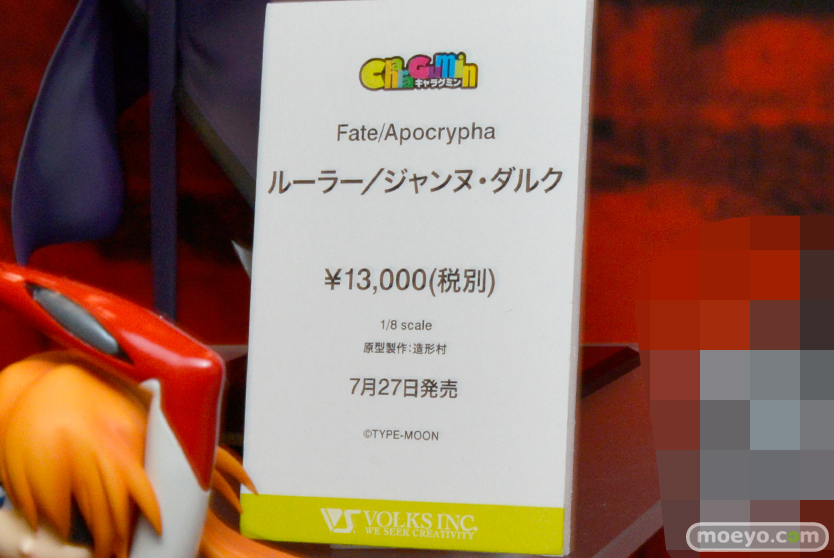 CharaGumin
キャラグミン
Fate/Apocrypha
ルーラー/ジャンヌ・ダルク
¥13,000(税別)
1/8 scale
原型製作:造形村
7月27日発売
©TYPE-MOON
VS VOLKS INC.
WE SEEK CREATIVITY
moeyo.com